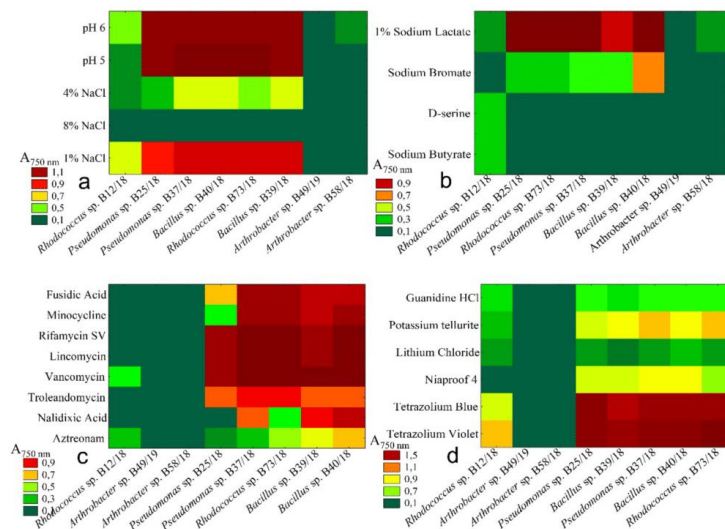 pH 6
pH 5
4% NaCl
8% NaCl
1% NaCl
A750 nm
1,1
0,9
0,7
0,5
0,1
a
Rhodococcus sp. B12/18
Pseudomonas sp. B25/18
Pseudomonas sp. B37/18
Bacillus sp. B40/18
Rhodococcus sp. B73/18
Bacillus sp. B39/18
Arthrobacter sp. B49/19
Arthrobacter sp. B58/18
1% Sodium Lactate
Sodium Bromate
D-serine
Sodium Butyrate
A750 nm
0,9
0,7
0,5
0,3
0,1
b
Rhodococcus sp. B12/18
Pseudomonas sp. B25/18
Rhodococcus sp. B73/18
Pseudomonas sp. B37/18
Bacillus sp. B39/18
Bacillus sp. B40/18
Arthrobacter sp. B49/19
Arthrobacter sp. B58/18
Fusidic Acid
Minocycline
Rifamycin SV
Lincomycin
Vancomycin
Troleandomycin
Nalidixic Acid
Aztreonam
A750 nm
0,9
0,7
0,5
0,3
0,1
c
Rhodococcus sp. B12/18
Arthrobacter sp. B49/19
Arthrobacter sp. B58/18
Pseudomonas sp. B25/18
Pseudomonas sp. B37/18
Rhodococcus sp. B73/18
Bacillus sp. B39/18
Bacillus sp. B40/18
Guanidine HCl
Potassium tellurite
Lithium Chloride
Niaproof 4
Tetrazolium Blue
Tetrazolium Violet
A750 nm
1,5
1,1
0,9
0,7
0,1
d
Rhodococcus sp. B12/18
Arthrobacter sp. B49/19
Arthrobacter sp. B58/18
Pseudomonas sp. B25/18
Bacillus sp. B39/18
Pseudomonas sp. B37/18
Bacillus sp. B40/18
Rhodococcus sp. B73/18